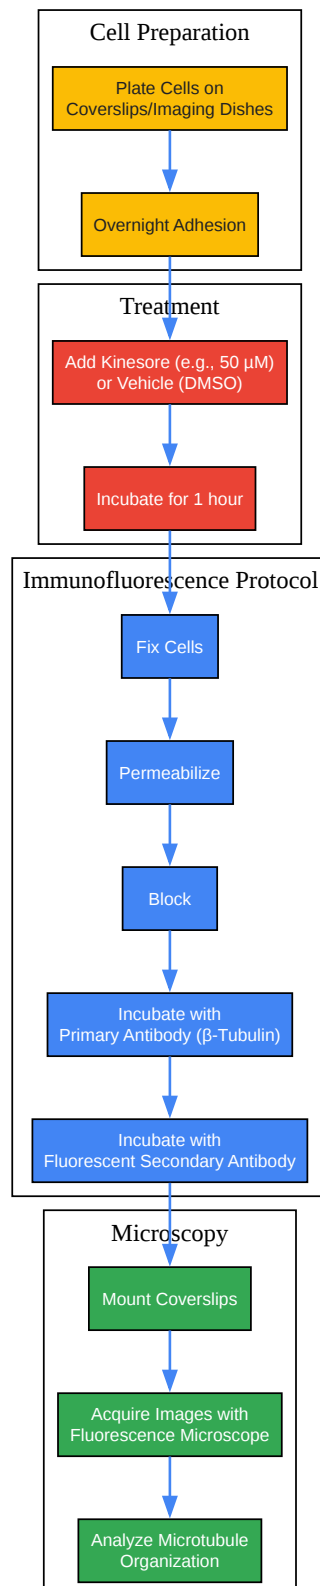 Cell Preparation
Plate Cells on
Coverslips/Imaging Dishes
Overnight Adhesion
Treatment
Add Kinesore (e.g., 50 µM)
or Vehicle (DMSO)
Incubate for 1 hour
Immunofluorescence Protocol
Fix Cells
Permeabilize
Block
Incubate with
Primary Antibody (β-Tubulin)
Incubate with
Fluorescent Secondary Antibody
Microscopy
Mount Coverslips
Acquire Images with
Fluorescence Microscope
Analyze Microtubule
Organization